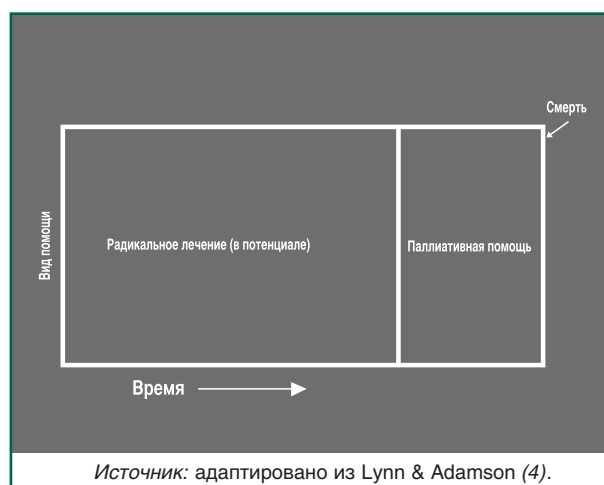 Смерть
Вид помощи
Радикальное лечение (в потенциале)
Паллиативная помощь
Время
Источник: адаптировано из Lynn & Adamson (4).